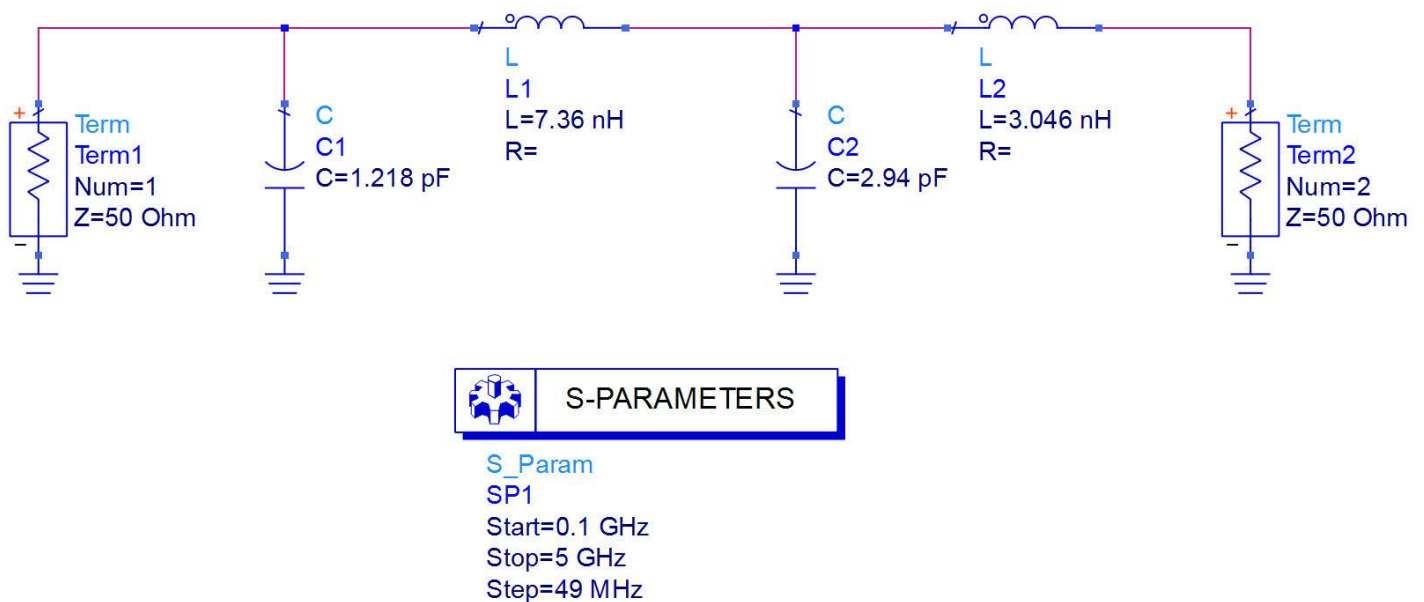 +
Term
Term1
Num=1
Z=50 Ohm
−
C
C1
C=1.218 pF
L
L1
L=7.36 nH
R=
C
C2
C=2.94 pF
L
L2
L=3.046 nH
R=
+
Term
Term2
Num=2
Z=50 Ohm
−
S-PARAMETERS
S_Param
SP1
Start=0.1 GHz
Stop=5 GHz
Step=49 MHz